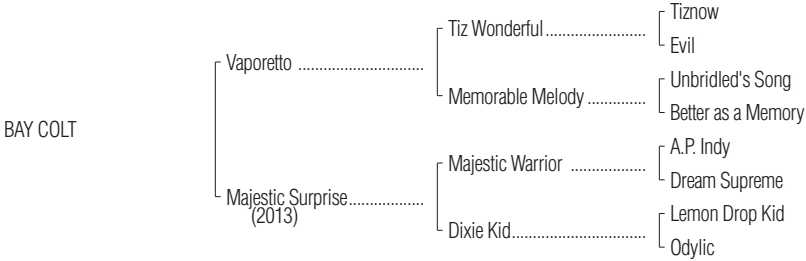 Tiznow
Tiz Wonderful.......................
Evil
Vaporetto ............................
Unbridled's Song
Memorable Melody .............
Better as a Memory
BAY COLT
A.P. Indy
Majestic Warrior .................
Dream Supreme
Majestic Surprise.................
(2013)
Lemon Drop Kid
Dixie Kid..............................
Odylic